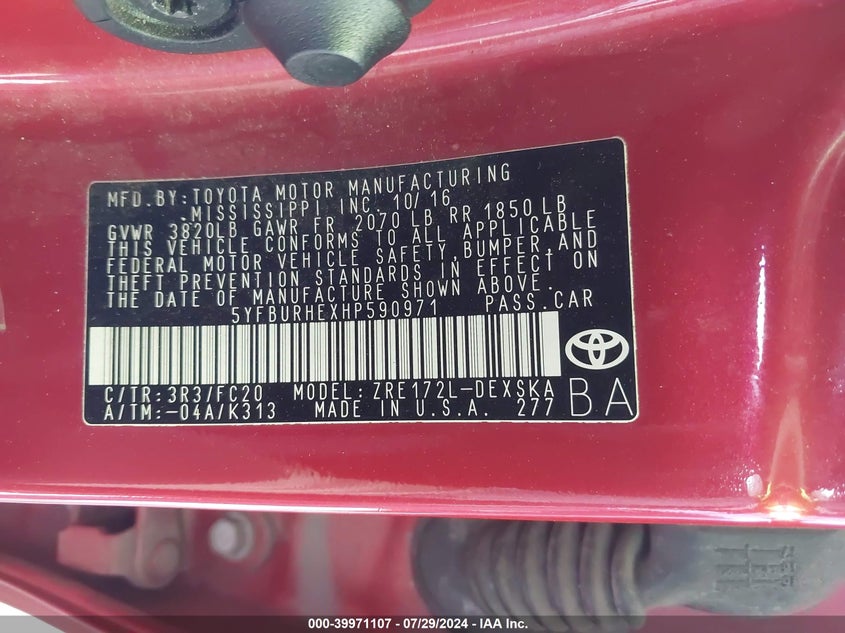 MFD. BY: TOYOTA MOTOR MANUFACTURING
,MISSISSIPPI INC. 10/16
GVWR 3820LB GAWR FR 2070 LB RR 1850 LB
THIS VEHICLE CONFORMS TO ALL APPLICABLE
FEDERAL MOTOR VEHICLE SAFETY,BUMPER,AND
THEFT PREVENTION STANDARDS IN EFFECT ON
THE DATE OF MANUFACTURE SHOWN ABOVE.
5YFBURHEXHP590971 PASS.CAR
C/TR:3R3/FC20 MODEL:ZRE172L-DEXSKA
A/TM:-04A/K313 MADE IN U.S.A. 277
BA
000-39971107 - 07/29/2024 - IAA Inc.